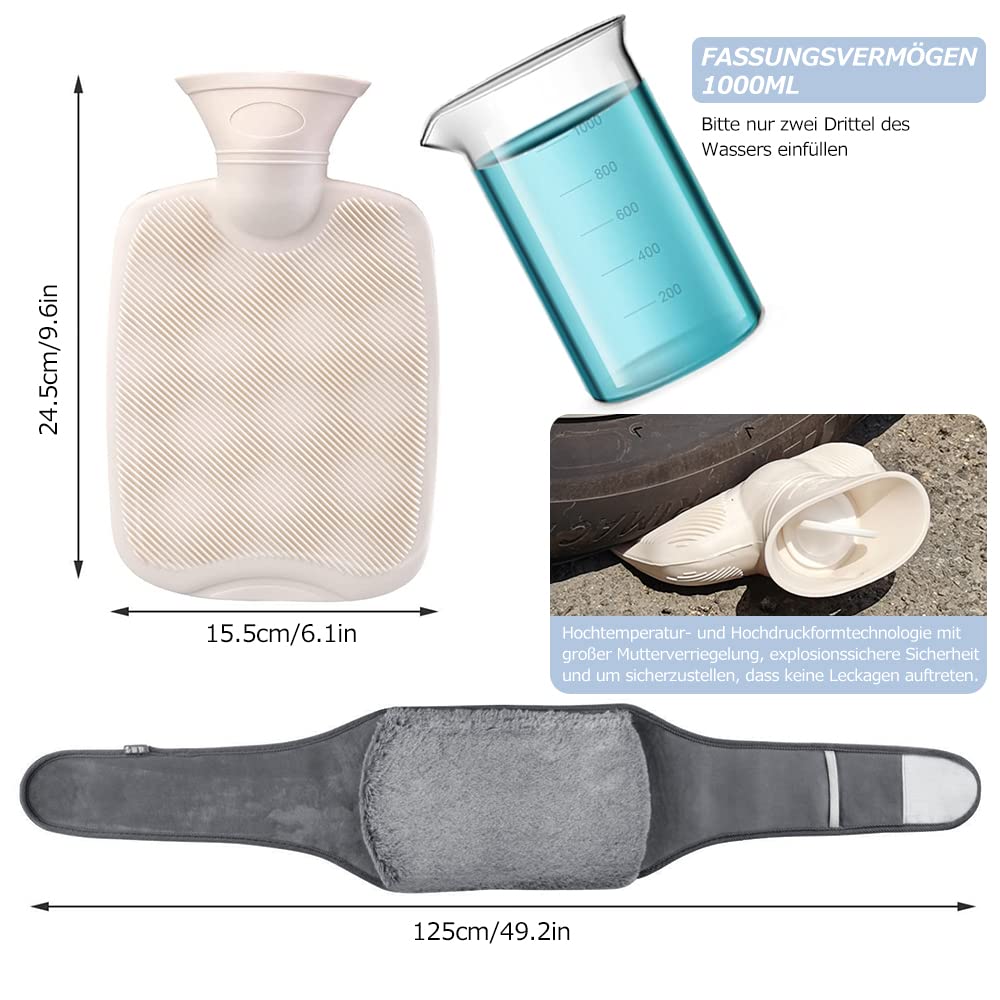 FASSUNGSVERMÖGEN
1000ML
Bitte nur zwei Drittel des
Wassers einfüllen
1000
800
600
400
200
24.5cm/9.6in
15.5cm/6.1in
Hochtemperatur- und Hochdruckformtechnologie mit
großer Mutterverriegelung, explosionssichere Sicherheit
und um sicherzustellen, dass keine Leckagen auftreten.
125cm/49.2in